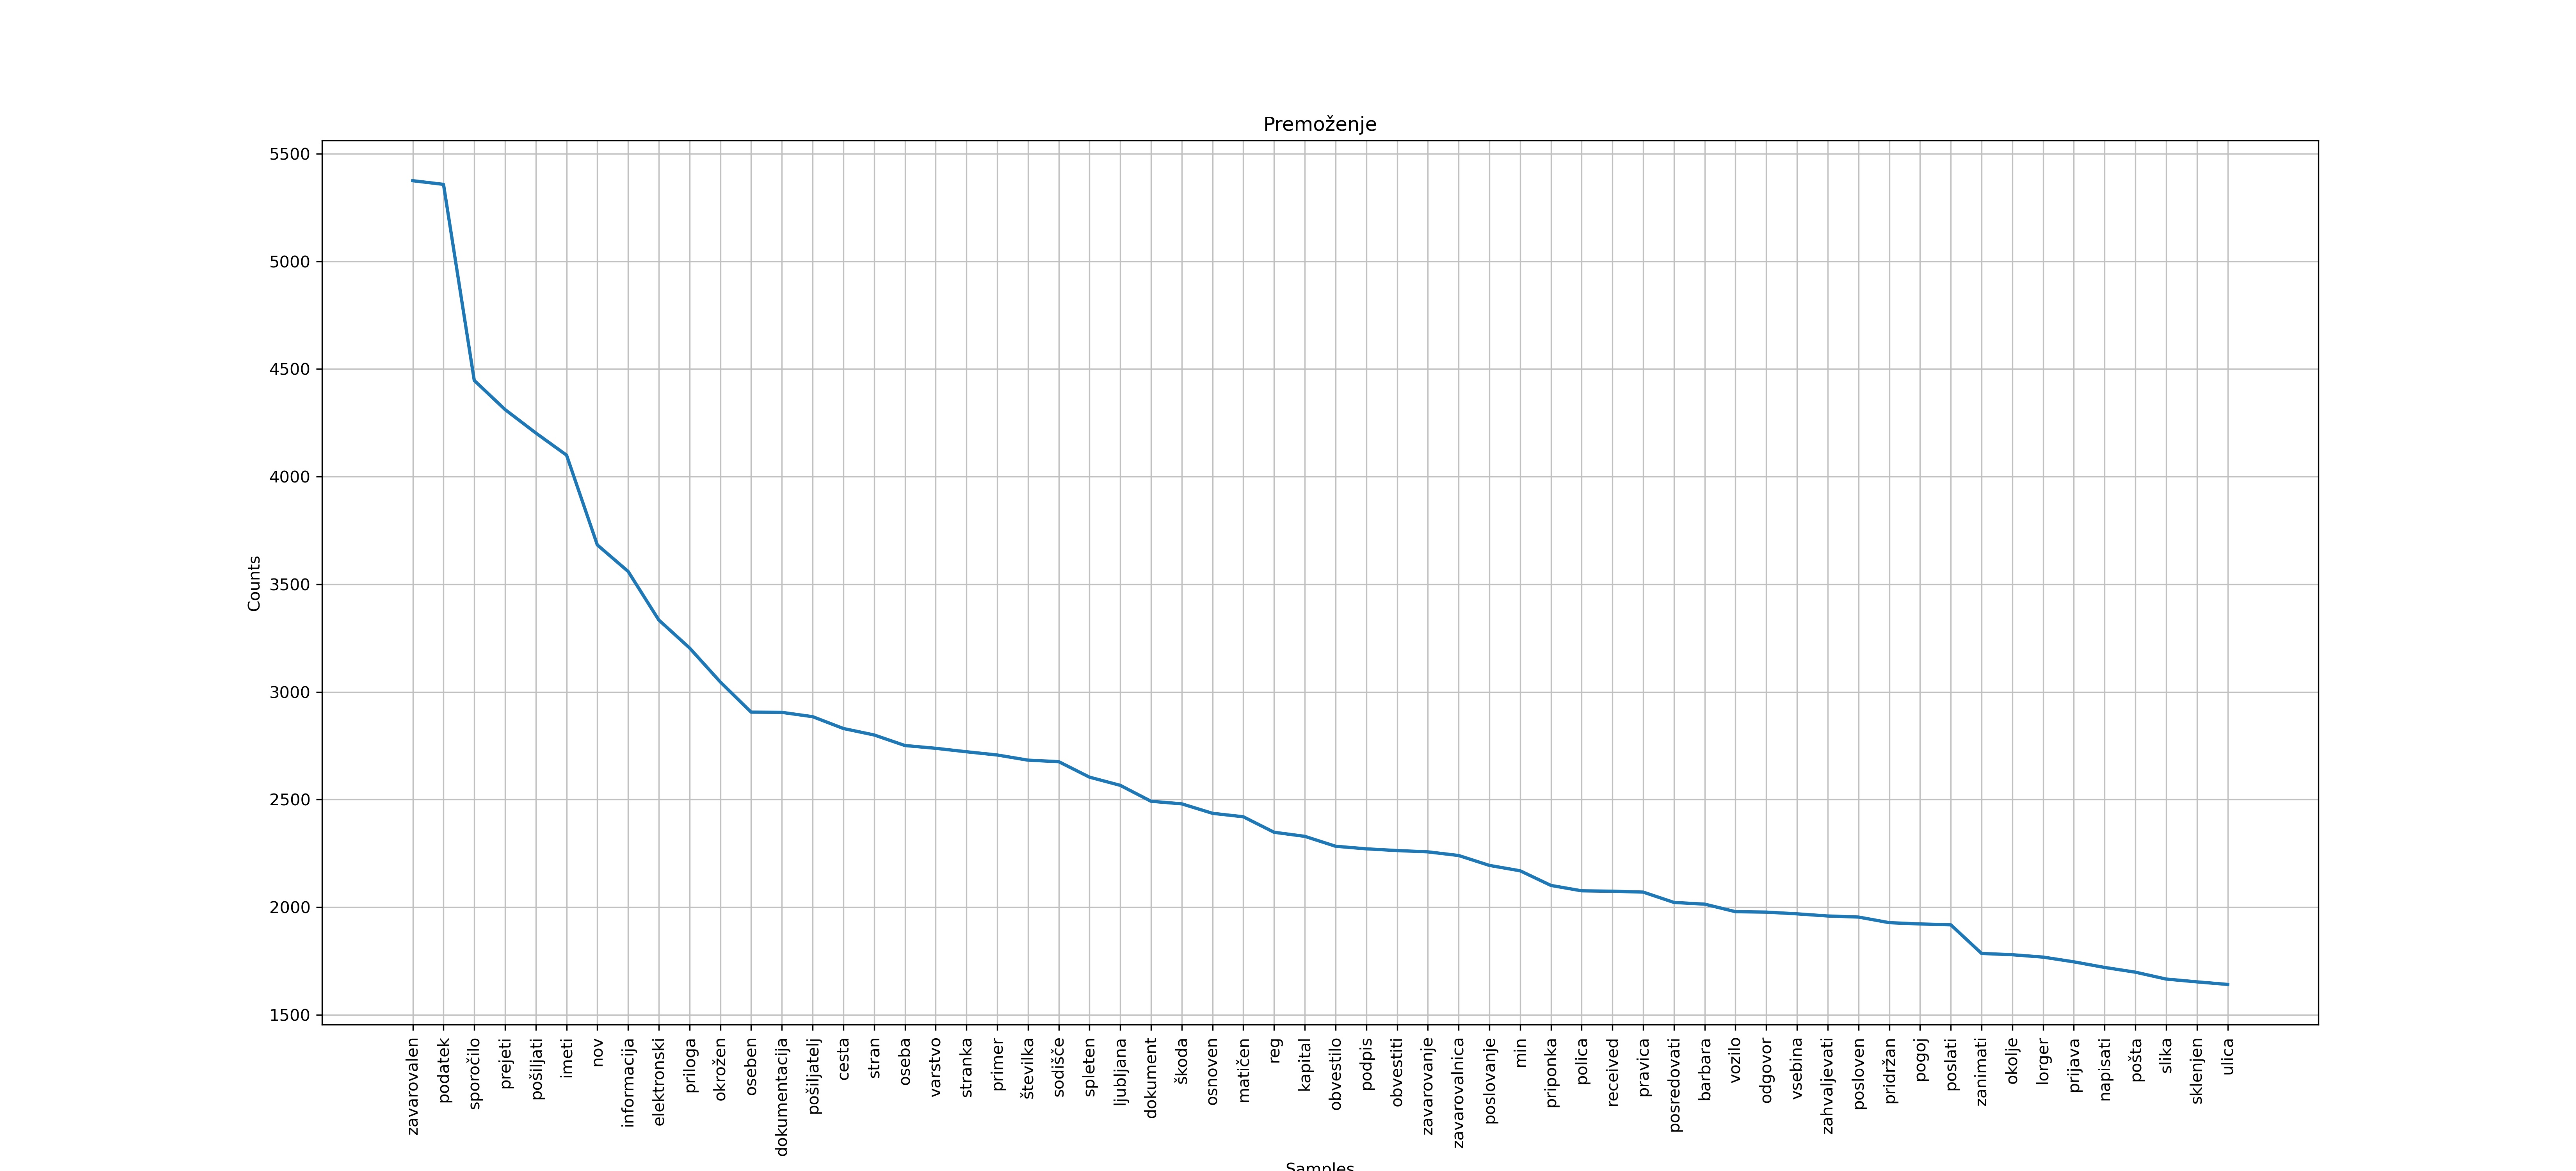 Premoženje
5500
5000
4500
4000
3500
3000
2500
2000
1500
Counts
zavarovalen
podatek
sporočilo
prejeti
pošiljati
imeti
nov
informacija
elektronski
priloga
okrožen
oseben
dokumentacija
pošiljatelj
cesta
stran
oseba
varstvo
stranka
primer
številka
sodišče
spleten
ljubljana
dokument
škoda
osnoven
matičen
reg
kapital
obvestilo
podpis
obvestiti
zavarovanje
zavarovalnica
poslovanje
min
priponka
polica
received
pravica
posredovati
barbara
vozilo
odgovor
vsebina
zahvaljevati
posloven
pridržan
pogoj
poslati
zanimati
okolje
lorger
prijava
napisati
pošta
slika
sklenjen
ulica
Samples